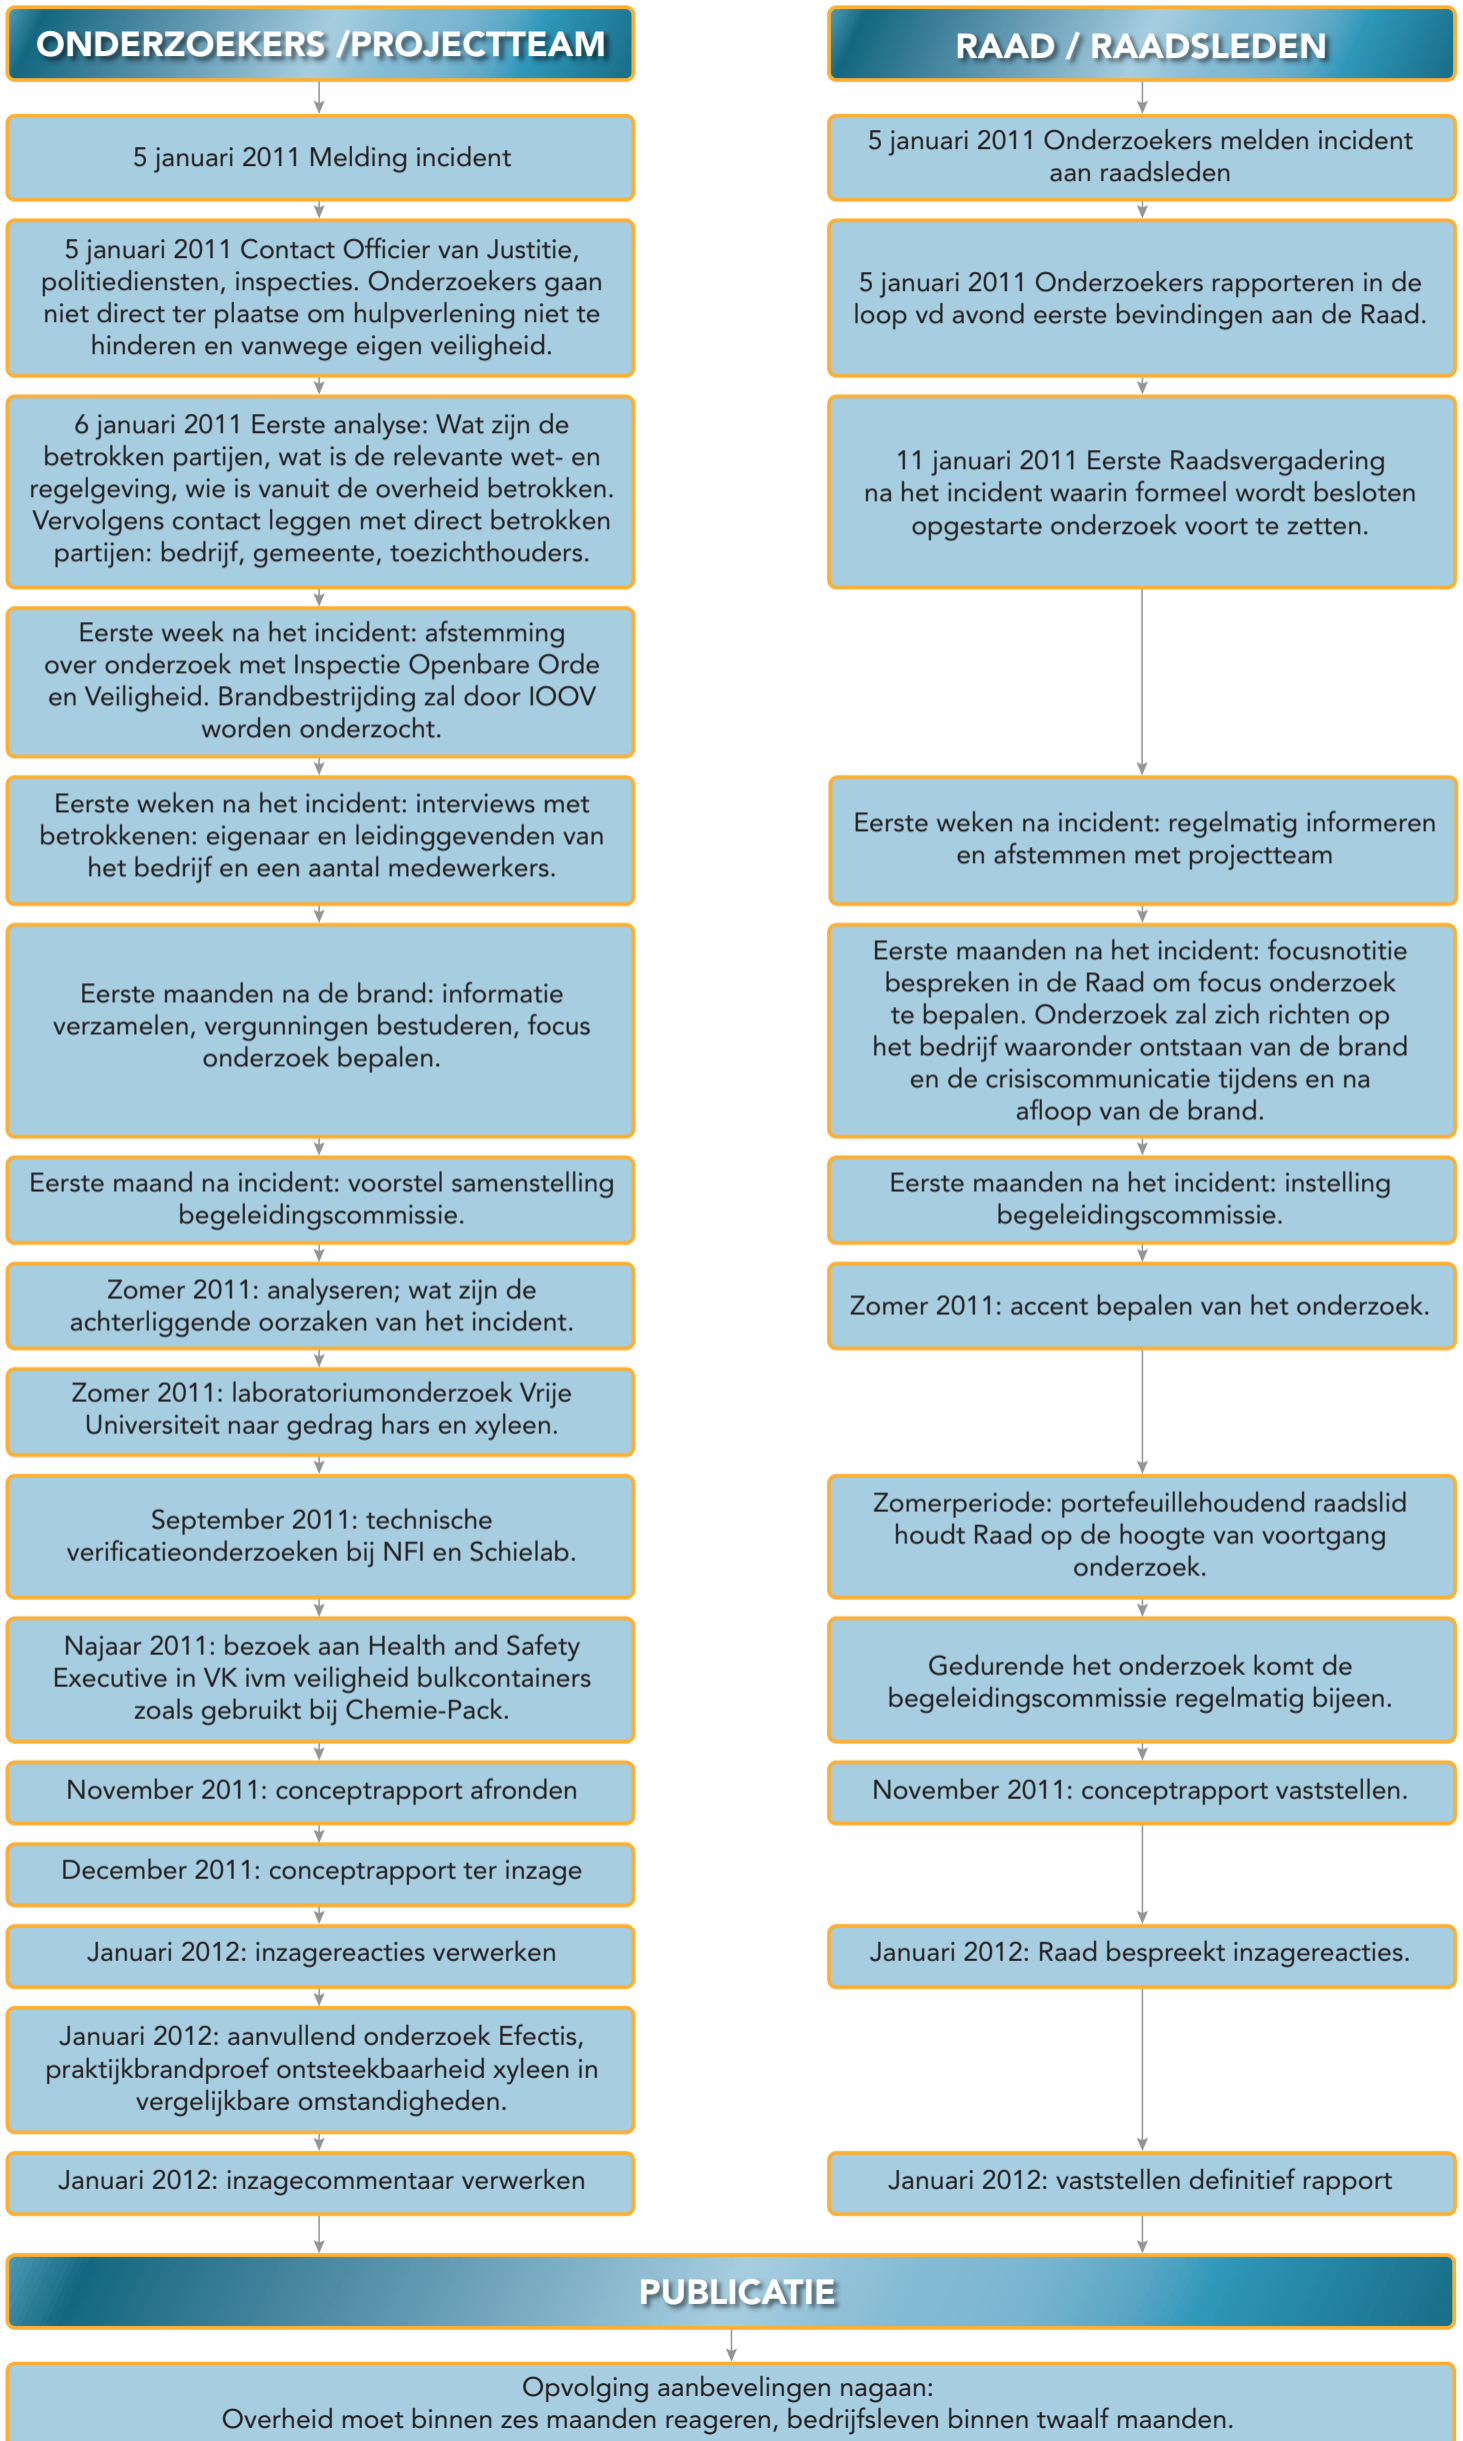 ONDERZOEKERS /PROJECTTEAM
5 januari 2011 Melding incident
5 januari 2011 Contact Officier van Justitie,
politiediensten, inspecties. Onderzoekers gaan
niet direct ter plaatse om hulpverlening niet te
hinderen en vanwege eigen veiligheid.
6 januari 2011 Eerste analyse: Wat zijn de
betrokken partijen, wat is de relevante wet- en
regelgeving, wie is vanuit de overheid betrokken.
Vervolgens contact leggen met direct betrokken
partijen: bedrijf, gemeente, toezichthouders.
Eerste week na het incident: afstemming
over onderzoek met Inspectie Openbare Orde
en Veiligheid. Brandbestrijding zal door IOOV
worden onderzocht.
Eerste weken na het incident: interviews met
betrokkenen: eigenaar en leidinggevenden van
het bedrijf en een aantal medewerkers.
Eerste maanden na de brand: informatie
verzamelen, vergunningen bestuderen, focus
onderzoek bepalen.
Eerste maand na incident: voorstel samenstelling
begeleidingscommissie.
Zomer 2011: analyseren; wat zijn de
achterliggende oorzaken van het incident.
Zomer 2011: laboratoriumonderzoek Vrije
Universiteit naar gedrag hars en xyleen.
September 2011: technische
verificatieonderzoeken bij NFI en Schielab.
Najaar 2011: bezoek aan Health and Safety
Executive in VK ivm veiligheid bulkcontainers
zoals gebruikt bij Chemie-Pack.
November 2011: conceptrapport afronden
December 2011: conceptrapport ter inzage
Januari 2012: inzagereacties verwerken
Januari 2012: aanvullend onderzoek Efectis,
praktijkbrandproef ontsteekbaarheid xyleen in
vergelijkbare omstandigheden.
Januari 2012: inzagecommentaar verwerken
RAAD / RAADSLEDEN
5 januari 2011 Onderzoekers melden incident
aan raadsleden
5 januari 2011 Onderzoekers rapporteren in de
loop vd avond eerste bevindingen aan de Raad.
11 januari 2011 Eerste Raadsvergadering
na het incident waarin formeel wordt besloten
opgestarte onderzoek voort te zetten.
Eerste weken na incident: regelmatig informeren
en afstemmen met projectteam
Eerste maanden na het incident: focusnotitie
bespreken in de Raad om focus onderzoek
te bepalen. Onderzoek zal zich richten op
het bedrijf waaronder ontstaan van de brand
en de crisiscommunicatie tijdens en na
afloop van de brand.
Eerste maanden na het incident: instelling
begeleidingscommissie.
Zomer 2011: accent bepalen van het onderzoek.
Zomerperiode: portefeuillehoudend raadslid
houdt Raad op de hoogte van voortgang
onderzoek.
Gedurende het onderzoek komt de
begeleidingscommissie regelmatig bijeen.
November 2011: conceptrapport vaststellen.
Januari 2012: Raad bespreekt inzagereacties.
Januari 2012: vaststellen definitief rapport
PUBLICATIE
Opvolging aanbevelingen nagaan:
Overheid moet binnen zes maanden reageren, bedrijfsleven binnen twaalf maanden.